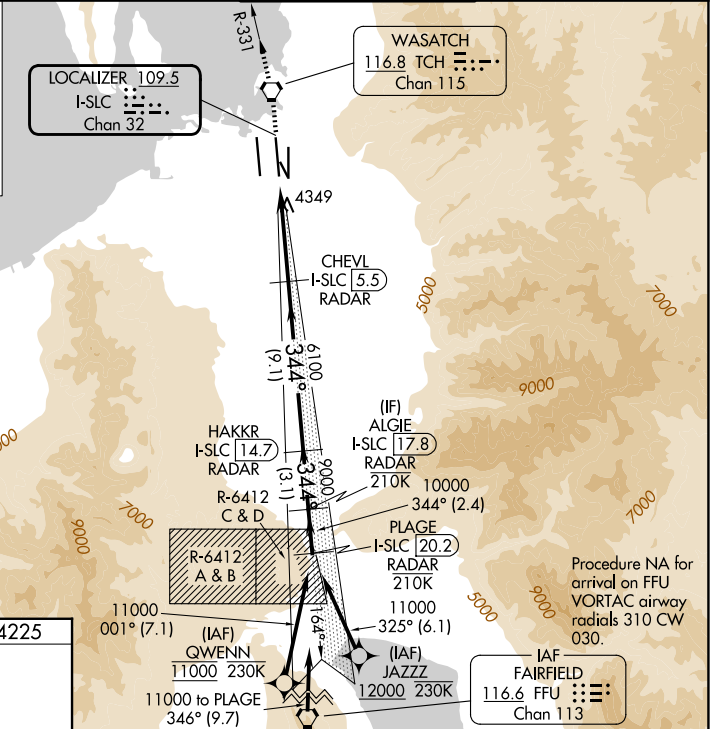 R-331
WASATCH
116.8 TCH
Chan 115
LOCALIZER 109.5
I-SLC
Chan 32
4349
CHEVL
I-SLC 5.5
RADAR
5000
7000
6100
344°
(9.1)
9000
HAKKR
I-SLC 14.7
RADAR
(IF)
ALGIE
I-SLC 17.8
RADAR
210K
9000
344°
(3.1)
10000
344° (2.4)
7000
9000
7000
R-6412
C & D
R-6412
A & B
PLAGE
I-SLC 20.2
RADAR
210K
Procedure NA for
arrival on FFU
VORTAC airway
radials 310 CW
030.
9000
5000
11000
001° (7.1)
164°
11000
325° (6.1)
4225
(IAF)
QWENN
11000 230K
(IAF)
JAZZZ
12000 230K
11000 to PLAGE
346° (9.7)
IAF
FAIRFIELD
116.6 FFU
Chan 113